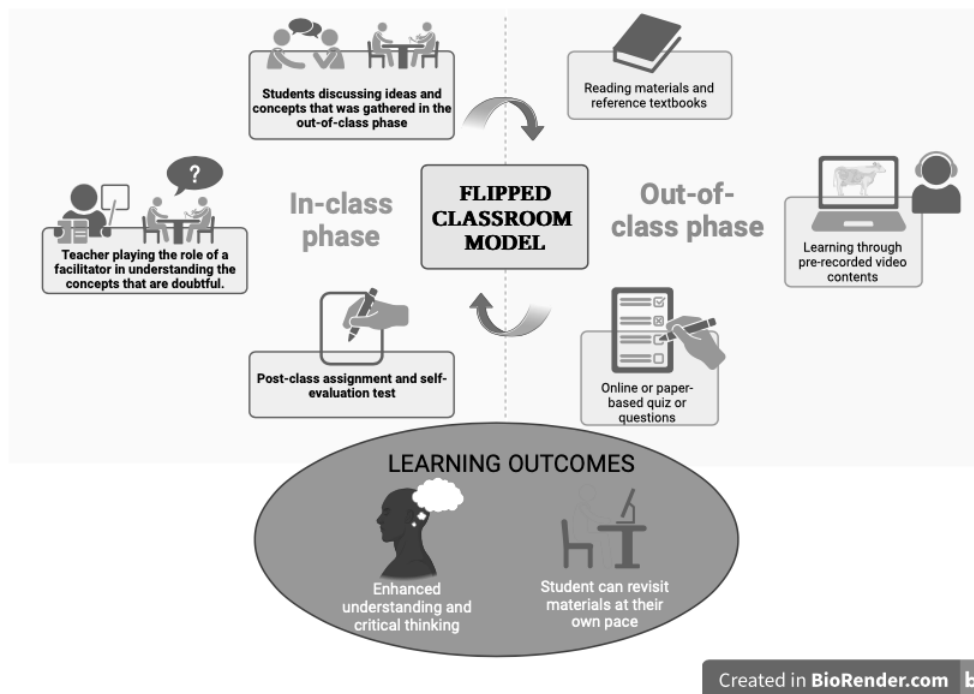 Students discussing ideas and
concepts that was gathered in the
out-of-class phase
Reading materials and
reference textbooks
?
In-class
phase
FLIPPED
CLASSROOM
MODEL
Out-of-
class phase
Teacher playing the role of a
facilitator in understanding the
concepts that are doubtful.
Learning through
pre-recorded video
contents
Post-class assignment and self-
evaluation test
Online or paper-
based quiz or
questions
LEARNING OUTCOMES
Enhanced
understanding and
critical thinking
Student can revisit
materials at their
own pace
Created in BioRender.com b